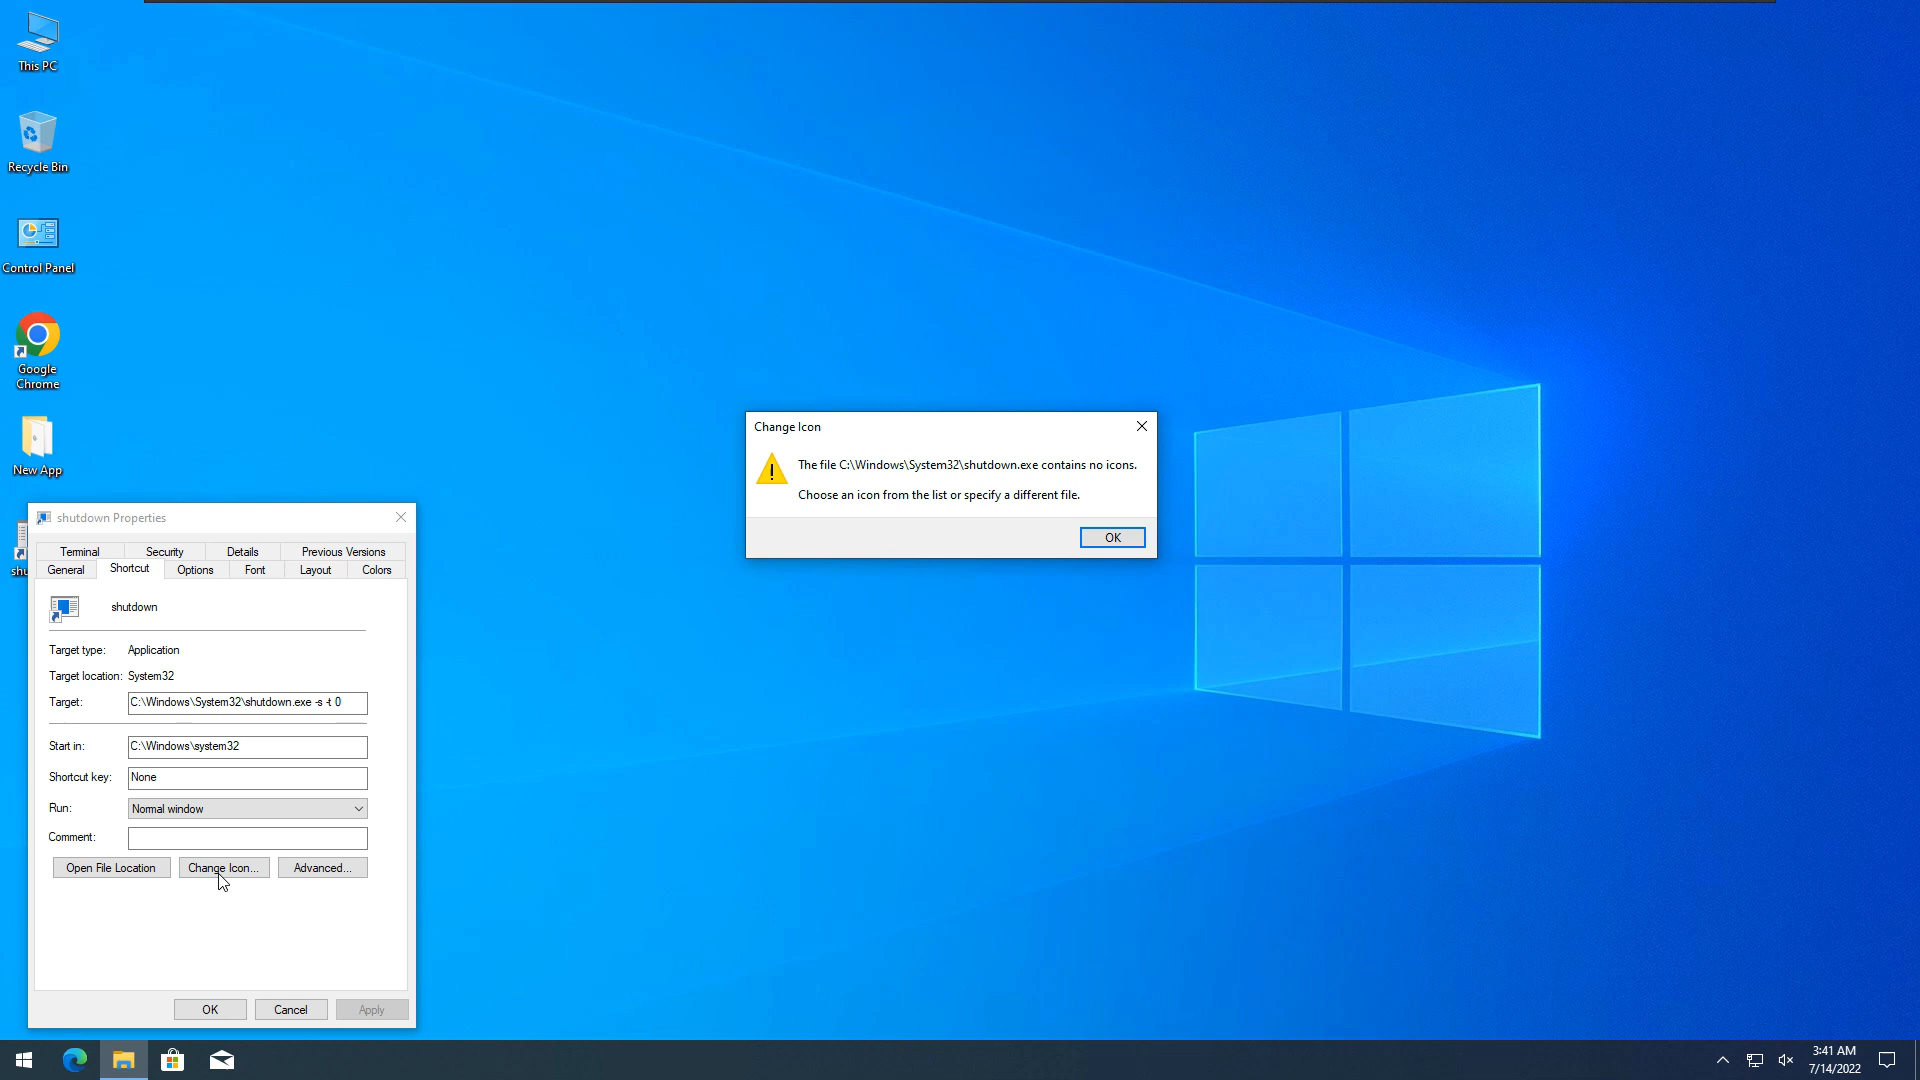 This PC
Recycle Bin
Control Panel
Google
Chrome
New App
shu
shutdown Properties
Terminal
Security
Details
Previous Versions
General
Shortcut
Options
Font
Layout
Colors
shutdown
Target type: Application
Target location: System32
Target: C:\Windows\System32\shutdown.exe -s -t 0
Start in: C:\Windows\system32
Shortcut key: None
Run: Normal window
Comment:
Open File Location
Change Icon...
Advanced...
OK
Cancel
Apply
Change Icon
The file C:\Windows\System32\shutdown.exe contains no icons.
Choose an icon from the list or specify a different file.
OK
3:41 AM
7/14/2022